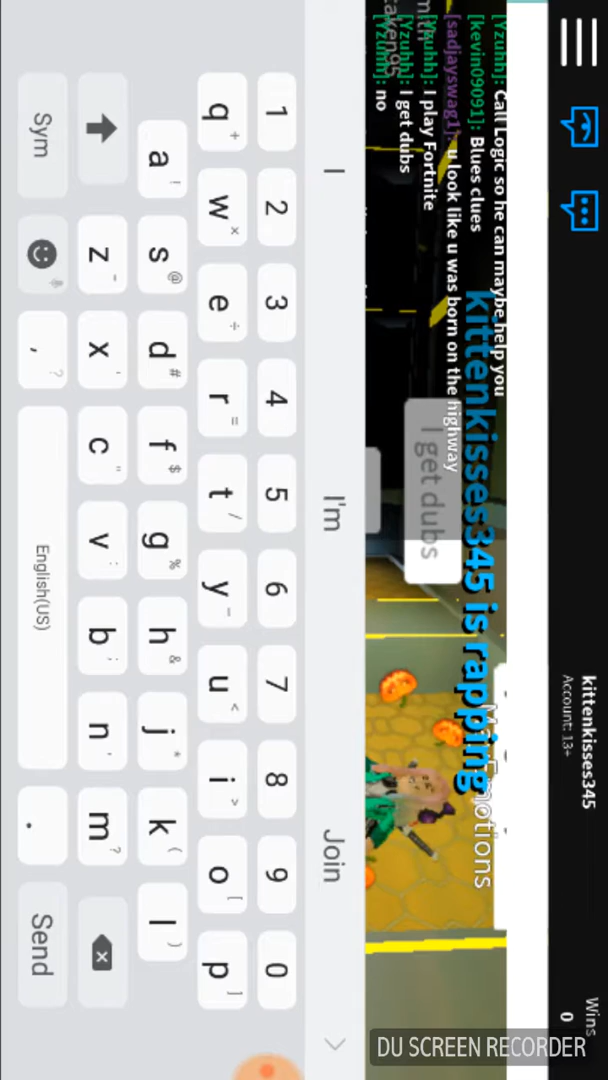 kittenkisses345
Account: 13+
Wins
0
[Yzuhh]: Call Logic so he can maybe help you
[kevin09091]: Blues clues
[sadjayswag1]: u look like u was born on the highway
[Yzuhh]: I play Fortnite
[Yzuhh]: I get dubs
[Yzuhh]: no
kittenkisses345 is rapping
I get dubs
I I'm Join
1 2 3 4 5 6 7 8 9 0
q + w × e ÷ r = t / y _ u < i > o [ p ]
a ! s @ d # f $ g % h & j * k ( l )
z - x ' c " v : b ; n , m ?
Sym , ? English(US) . Send
DU SCREEN RECORDER